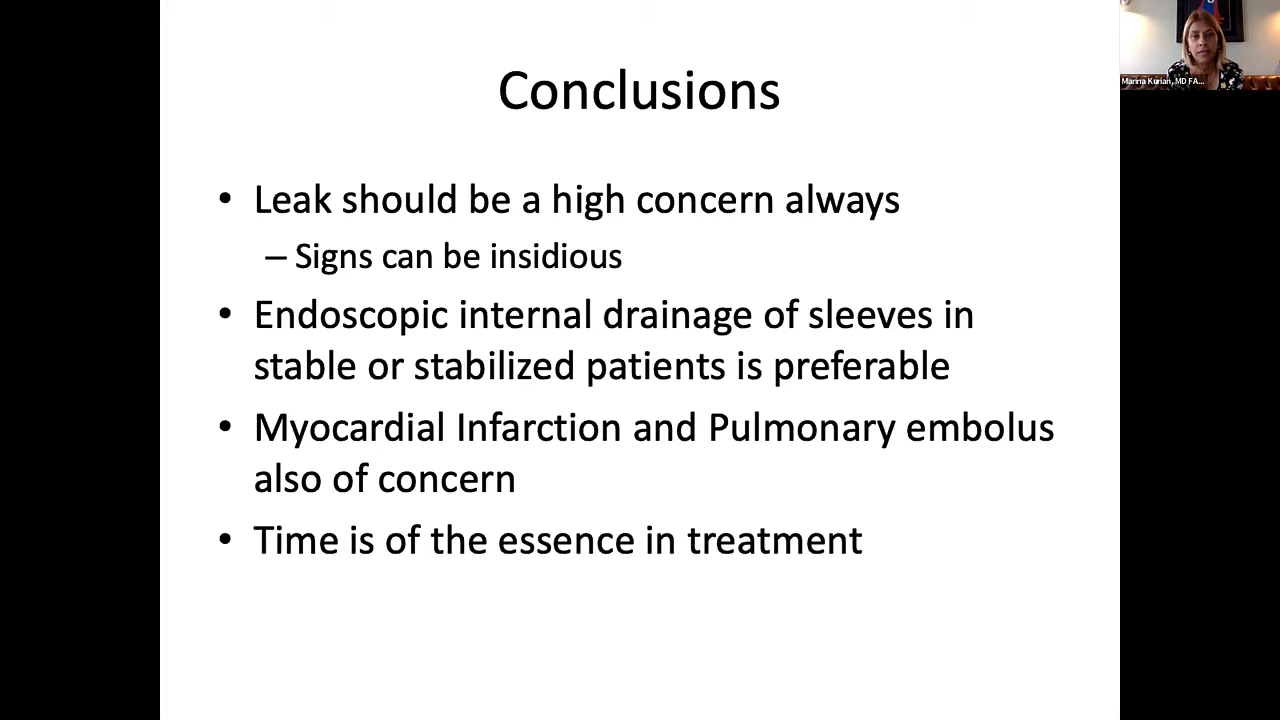 Conclusions
• Leak should be a high concern always
– Signs can be insidious
• Endoscopic internal drainage of sleeves in
stable or stabilized patients is preferable
• Myocardial Infarction and Pulmonary embolus
also of concern
• Time is of the essence in treatment
Marina Kurian, MD FA...